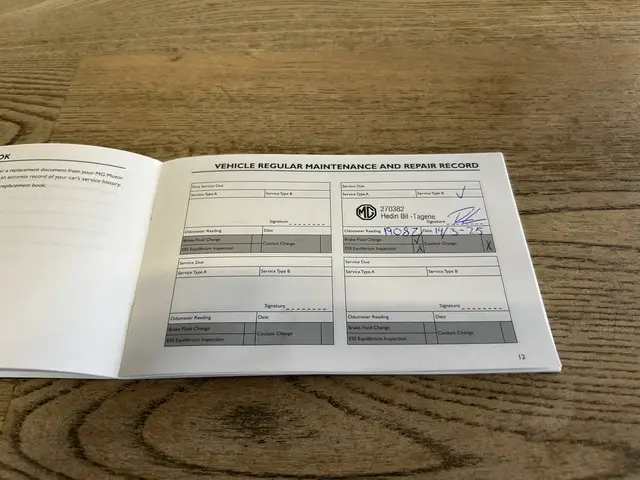 OK
er a replacement document from your MG Motor
an accurate record of your car's service history.
replacement book.
VEHICLE REGULAR MAINTENANCE AND REPAIR RECORD
Service Due
Service Type A Service Type B
Signature
Odometer Reading Date
Brake Fluid Change
ESS Equilibrium Inspection
Coolant Change
Service Due
Service Type A Service Type B ✓
MG
270382
Hedin Bil -Tagene
Signature
Odometer Reading 19087 Date 14/3-25
Brake Fluid Change
ESS Equilibrium Inspection
Coolant Change
Service Due
Service Type A Service Type B
Signature
Odometer Reading Date
Brake Fluid Change
ESS Equilibrium Inspection
Coolant Change
Service Due
Service Type A Service Type B
Signature
Odometer Reading Date
Brake Fluid Change
ESS Equilibrium Inspection
Coolant Change
12